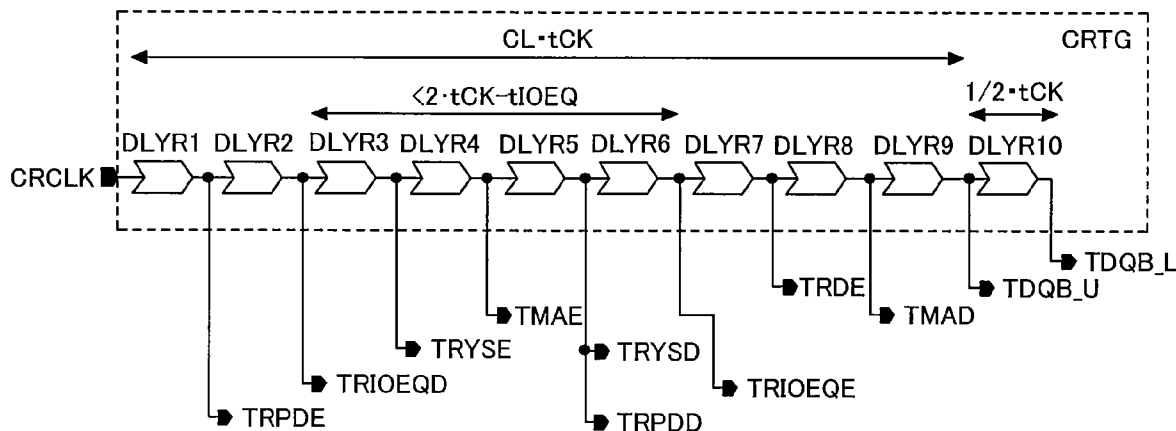 CL·tCK
CRTG
<2·tCK-tIOEQ
1/2·tCK
DLYR1 DLYR2 DLYR3 DLYR4 DLYR5 DLYR6 DLYR7 DLYR8 DLYR9 DLYR10
CRCLK
TDQB_L
TRDE
TDQB_U
TMAE
TMAD
TRYSE
TRYSD
TRIOEQD
TRIOEQE
TRPDE
TRPDD